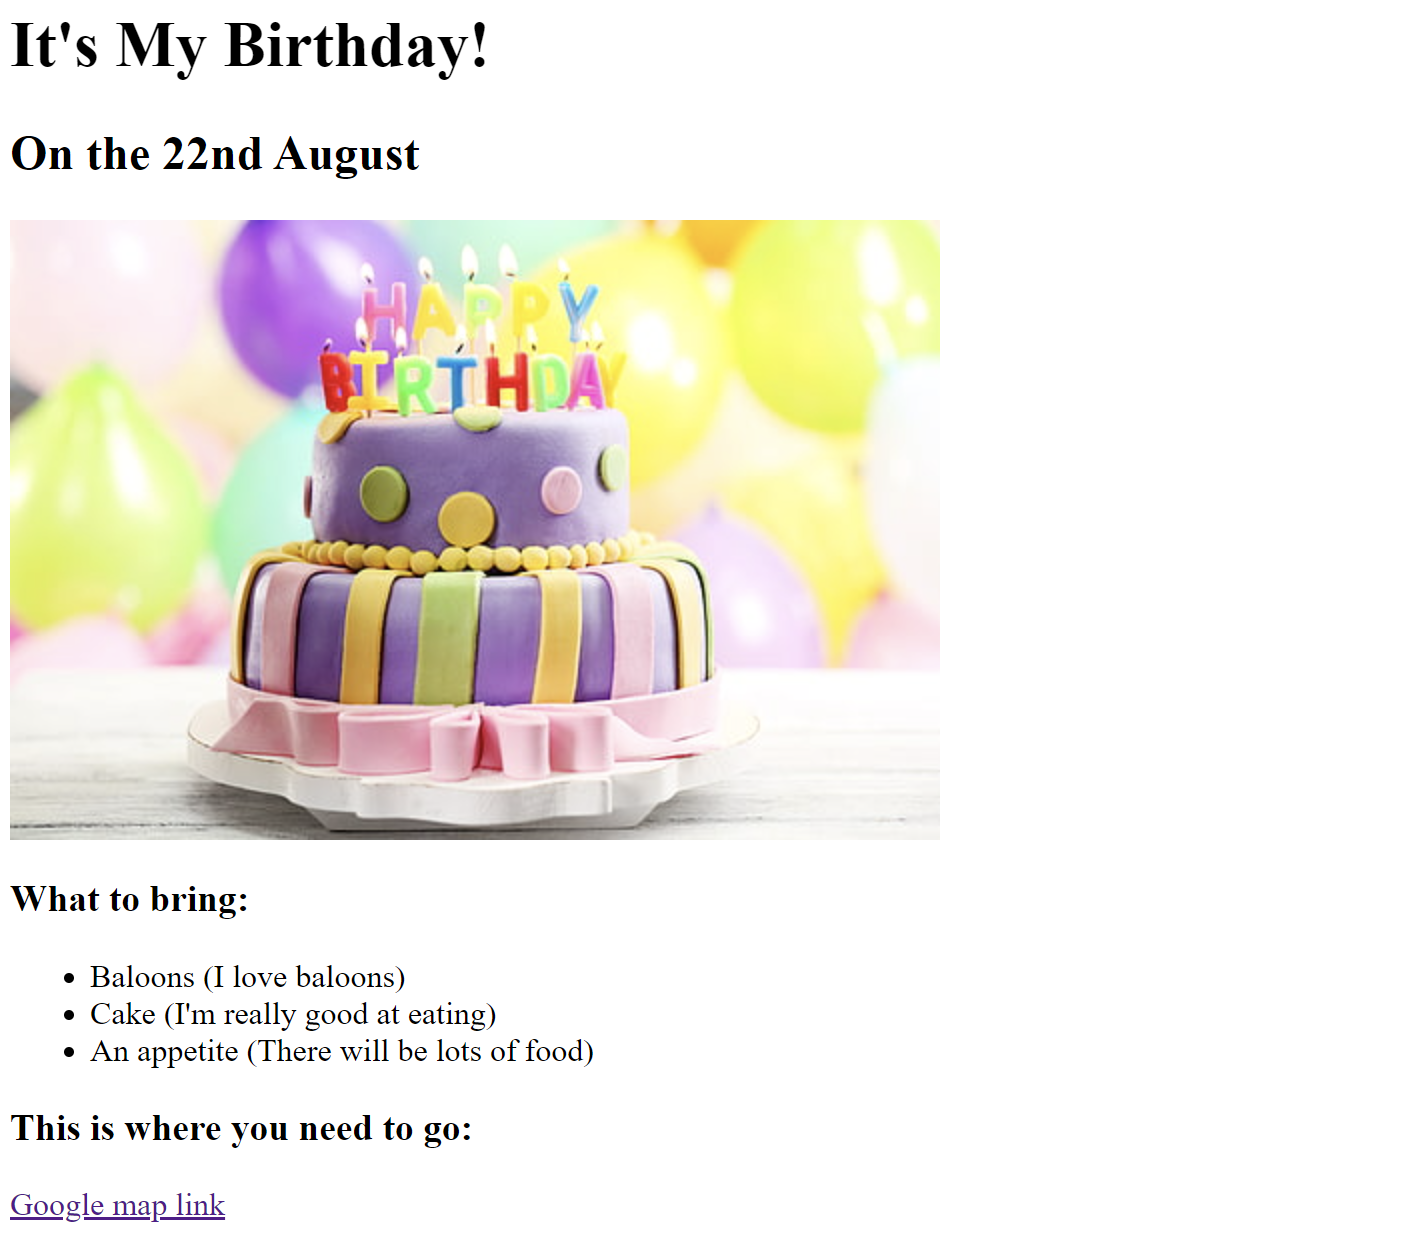 It's My Birthday!
On the 22nd August
HAPPY
BIRTHDAY
What to bring:
Baloons (I love baloons)
Cake (I'm really good at eating)
An appetite (There will be lots of food)
This is where you need to go:
Google map link